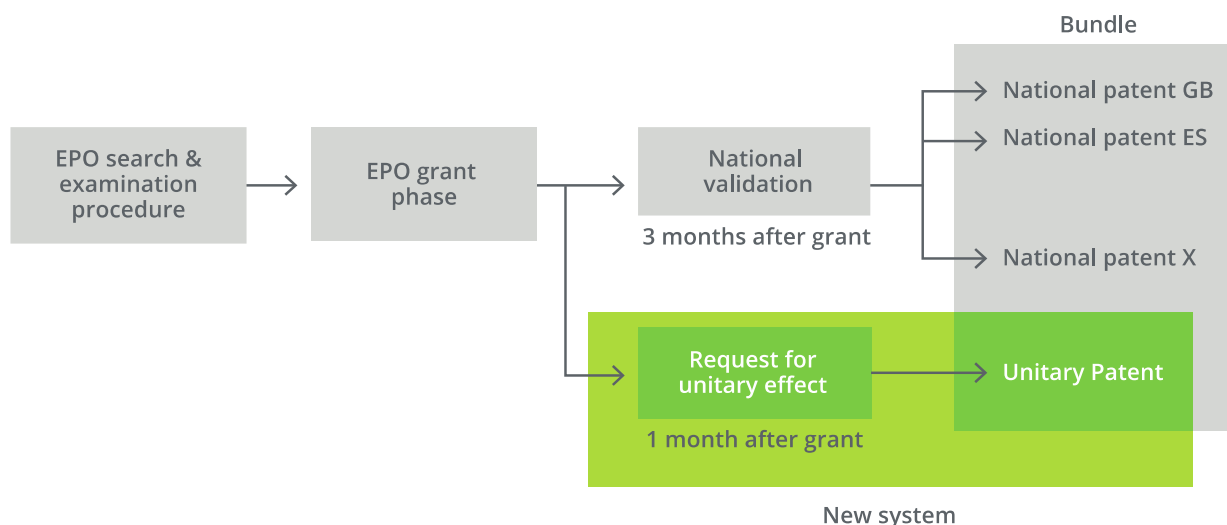 Bundle
National patent GB
EPO search &
examination
procedure
EPO grant
phase
National
validation
National patent ES
3 months after grant
National patent X
Request for
unitary effect
Unitary Patent
1 month after grant
New system